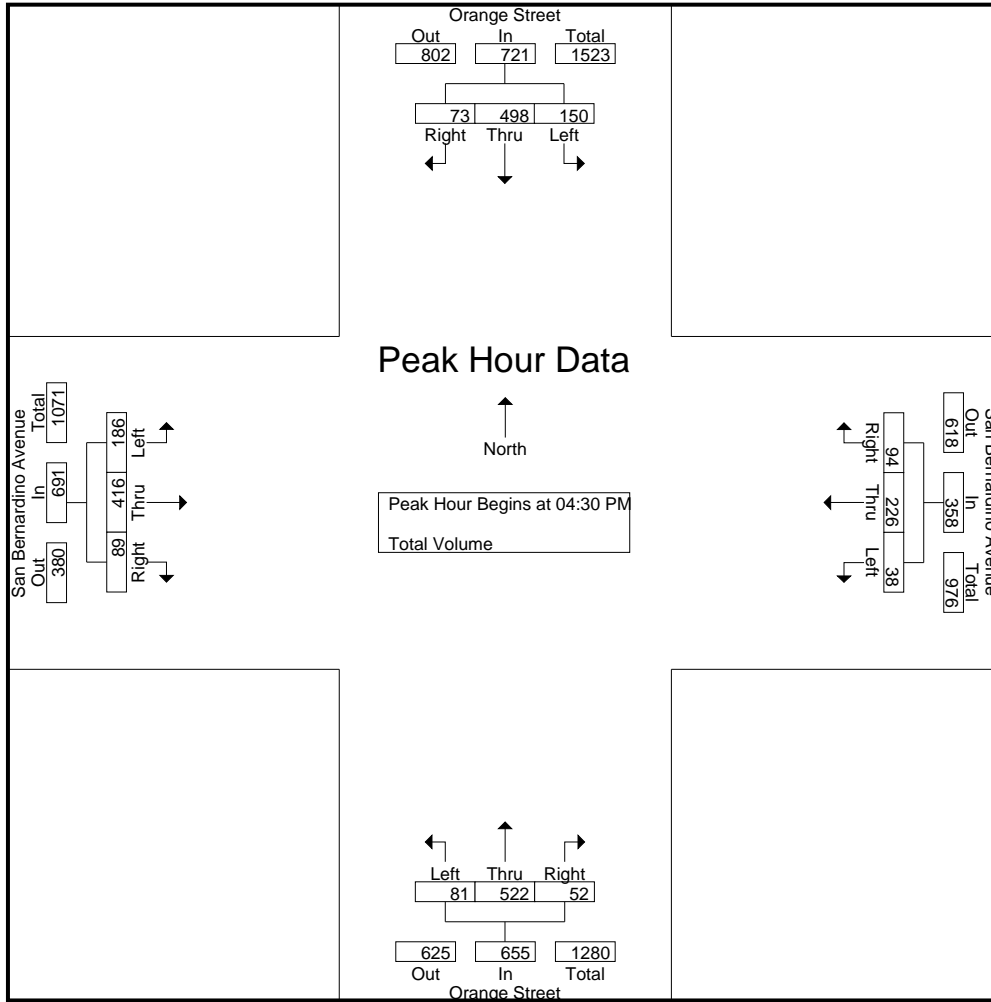 Orange Street
Out In Total
802 721 1523
73 498 150
Right Thru Left
Peak Hour Data
North
Peak Hour Begins at 04:30 PM
Total Volume
San Bernardino Avenue
Total In Out
1071 691 380
186 416 89
Left Thru Right
San Bernardino Avenue
Out In Total
618 358 976
94 226 38
Right Thru Left
Left Thru Right
81 522 52
625 655 1280
Out In Total
Orange Street